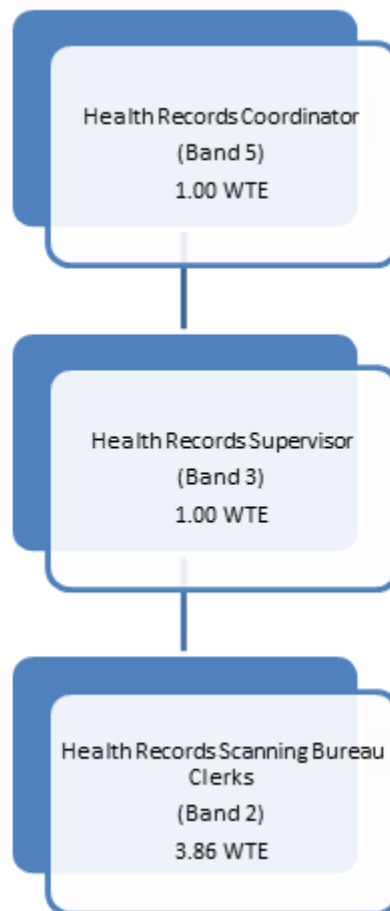 Health Records Coordinator
(Band 5)
1.00 WTE
Health Records Supervisor
(Band 3)
1.00 WTE
Health Records Scanning Bureau
Clerks
(Band 2)
3.86 WTE